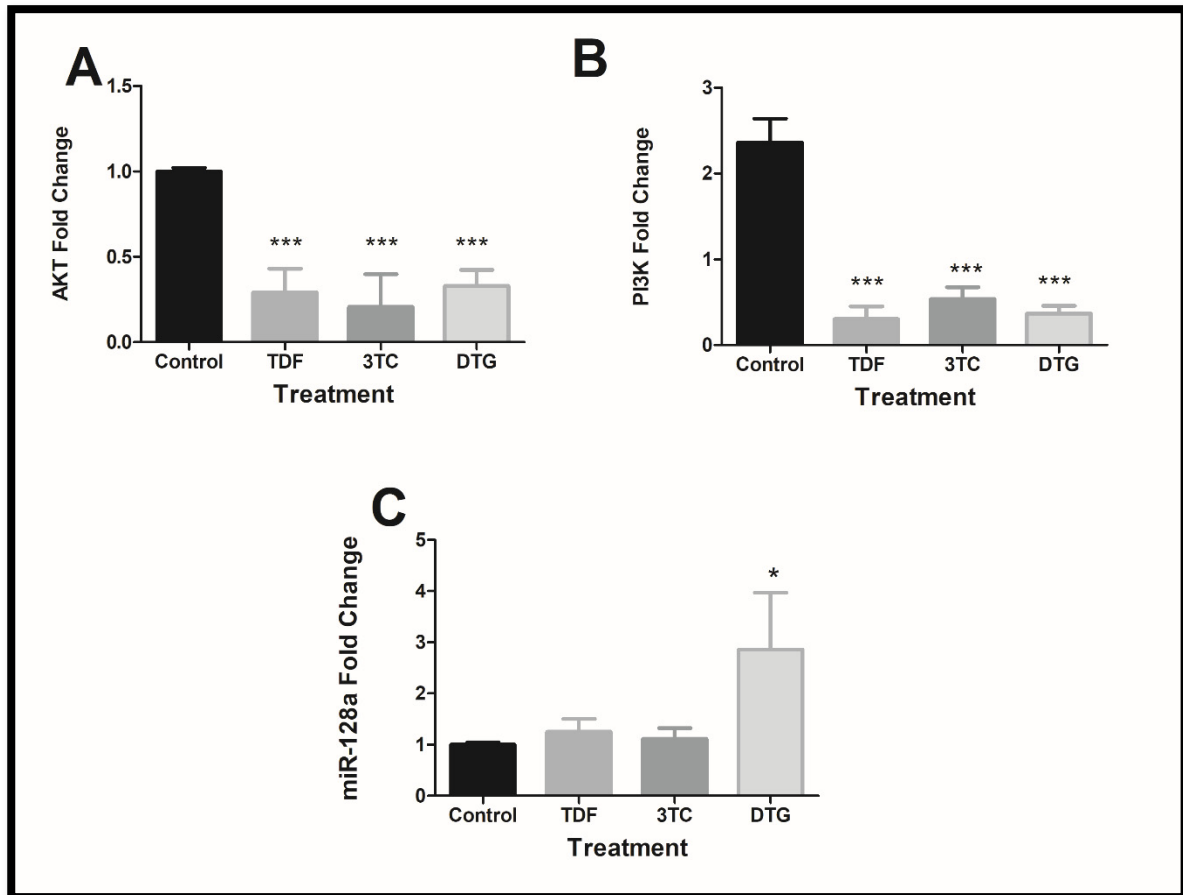 A
AKT Fold Change
1.5
1.0
0.5
0.0
*** *** ***
Control TDF 3TC DTG
Treatment
B
PI3K Fold Change
3
2
1
0
*** *** ***
Control TDF 3TC DTG
Treatment
C
miR-128a Fold Change
5
4
3
2
1
0
*
Control TDF 3TC DTG
Treatment